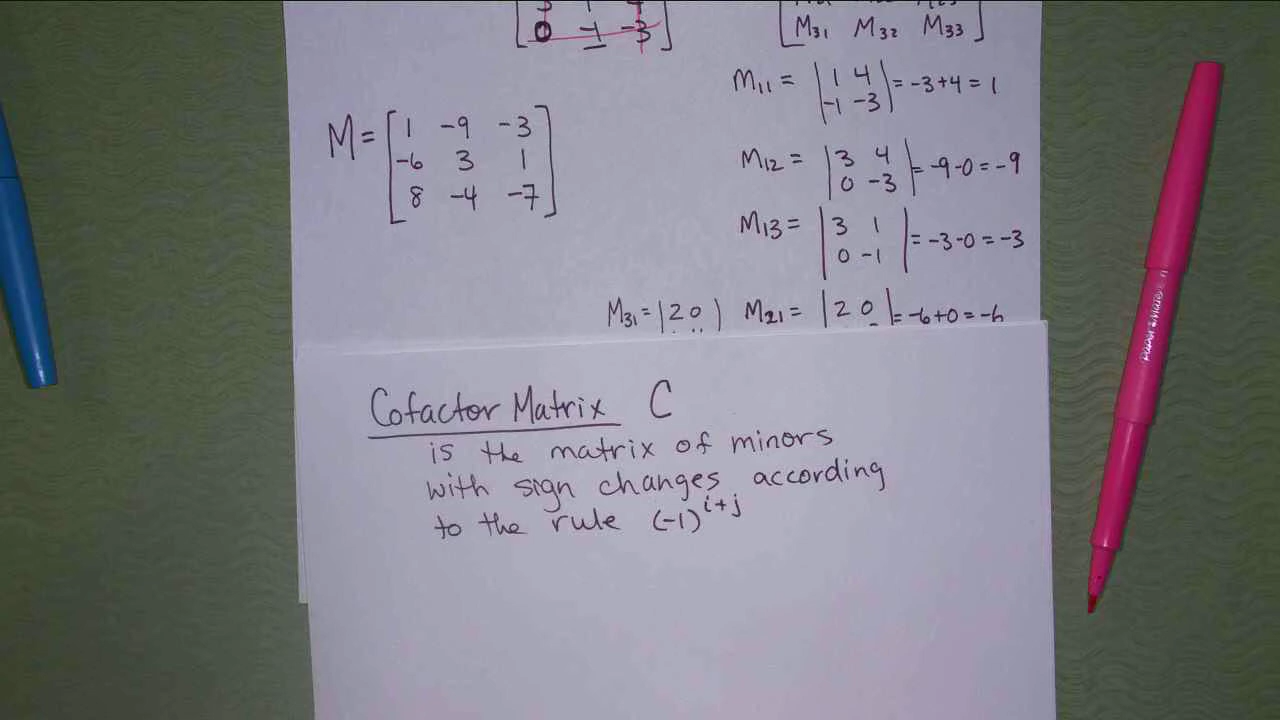 0 -1 -3
M31 M32 M33
M11 = | 1 4 | = -3+4 = 1
-1 -3
M = [ 1 -9 -3
-6 3 1
8 -4 -7 ]
M12 = | 3 4 | = -9-0 = -9
0 -3
M13 = | 3 1 | = -3-0 = -3
0 -1
M31 = | 2 0 | M21 = | 2 0 | = -6+0 = -6
Cofactor Matrix C
is the matrix of minors
with sign changes according
to the rule (-1)^i+j